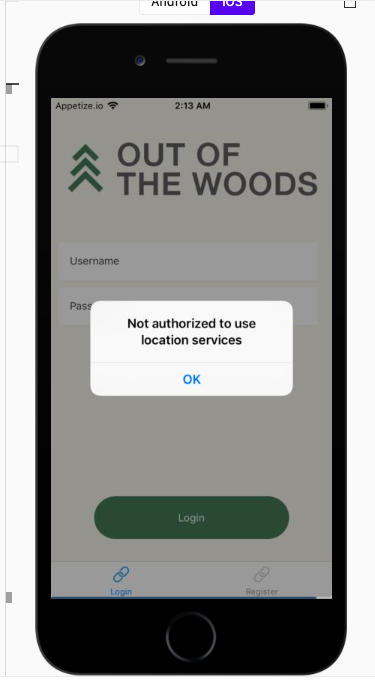 Android iOS
Appetize.io 2:13 AM
OUT OF
THE WOODS
Username
Pass
Not authorized to use
location services
OK
Login
Login Register